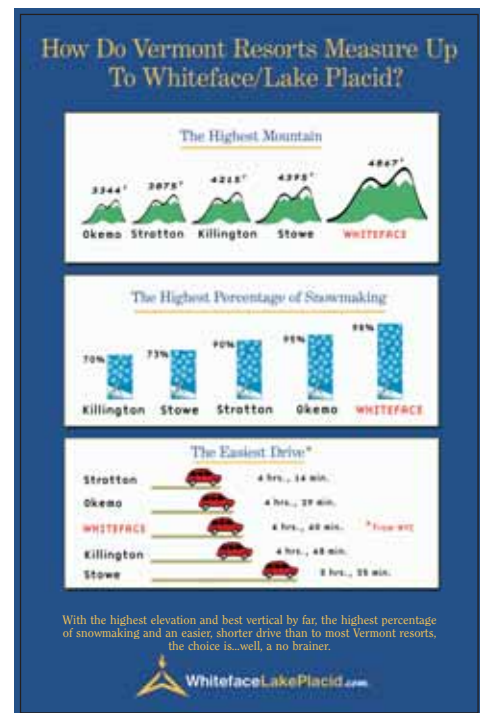 How Do Vermont Resorts Measure Up
To Whiteface/Lake Placid?
The Highest Mountain
3344' 3875' 4215' 4395' 4867'
Okemo Stratton Killington Stowe WHITEFACE
The Highest Percentage of Snowmaking
70% 73% 90% 95% 98%
Killington Stowe Stratton Okemo WHITEFACE
The Easiest Drive*
Stratton 4 hrs., 14 min.
Okemo 4 hrs., min.
WHITEFACE 4 hrs., min. *From NYC
Killington 4 hrs., min.
Stowe hrs., min.
With the highest elevation and best vertical by far, the highest percentage
of snowmaking and an easier, shorter drive than to most Vermont resorts,
the choice is...well, a no brainer.
WhitefaceLakePlacid.com